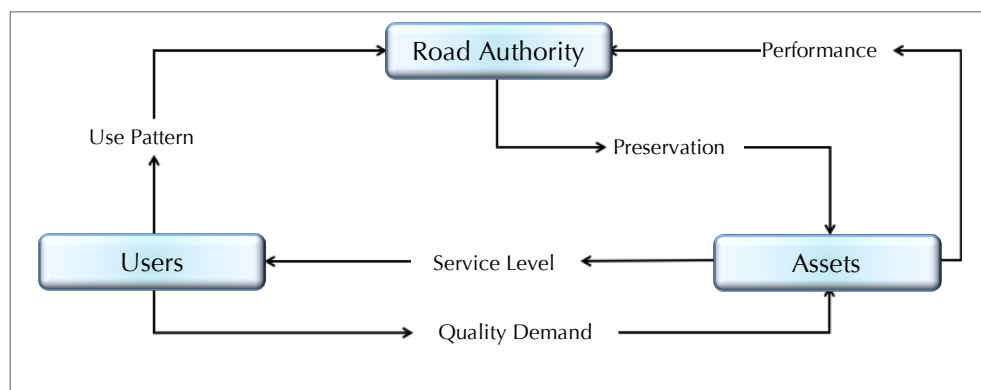 Road Authority
Performance
Use Pattern
Preservation
Users
Service Level
Assets
Quality Demand